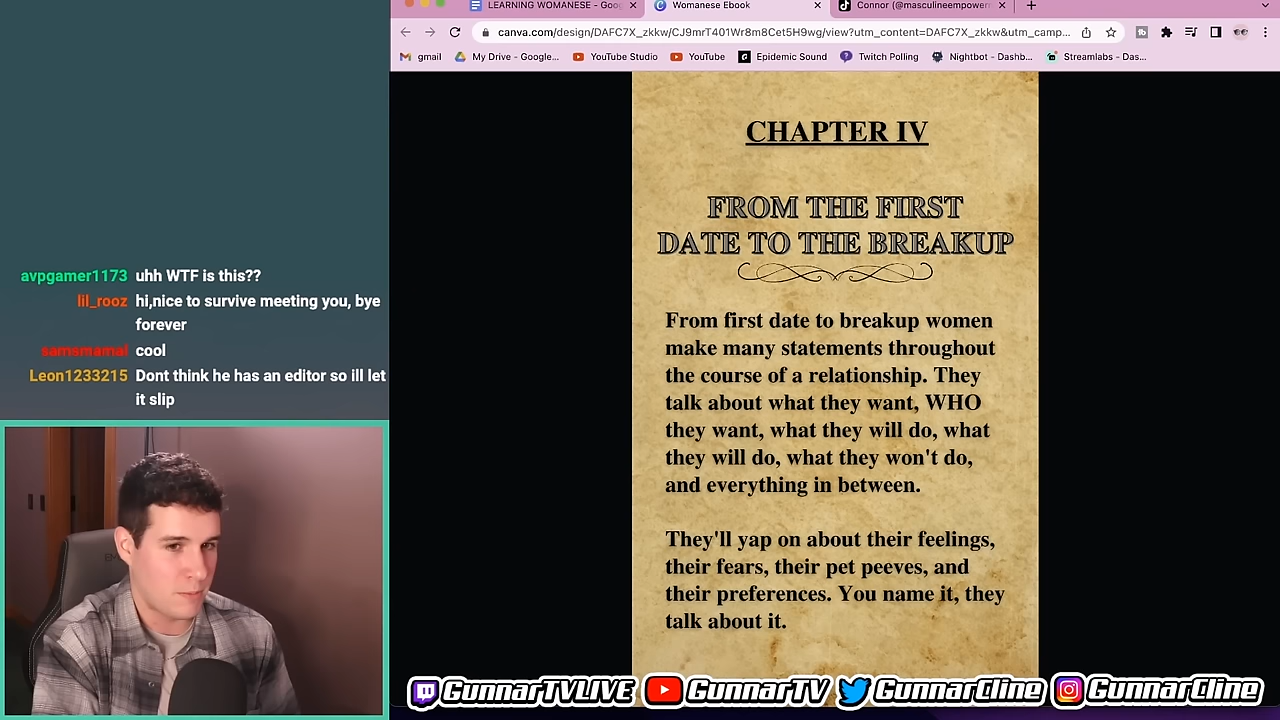 LEARNING WOMANESE - Goog
Womanese Ebook
Connor (@masculineempower
canva.com/design/DAFC7X_zkkw/CJ9mrT401Wr8m8Cet5H9wg/view?utm_content=DAFC7X_zkkw&utm_camp...
gmail
My Drive - Google...
YouTube Studio
YouTube
Epidemic Sound
Twitch Polling
Nightbot - Dashb...
Streamlabs - Das...
CHAPTER IV
FROM THE FIRST
DATE TO THE BREAKUP
From first date to breakup women
make many statements throughout
the course of a relationship. They
talk about what they want, WHO
they want, what they will do, what
they will do, what they won't do,
and everything in between.
They'll yap on about their feelings,
their fears, their pet peeves, and
their preferences. You name it, they
talk about it.
avpgamer1173 uhh WTF is this??
lil_rooz hi,nice to survive meeting you, bye
forever
samsmamal cool
Leon1233215 Dont think he has an editor so ill let
it slip
GunnarTVLIVE
GunnarTV
GunnarCline
GunnarCline